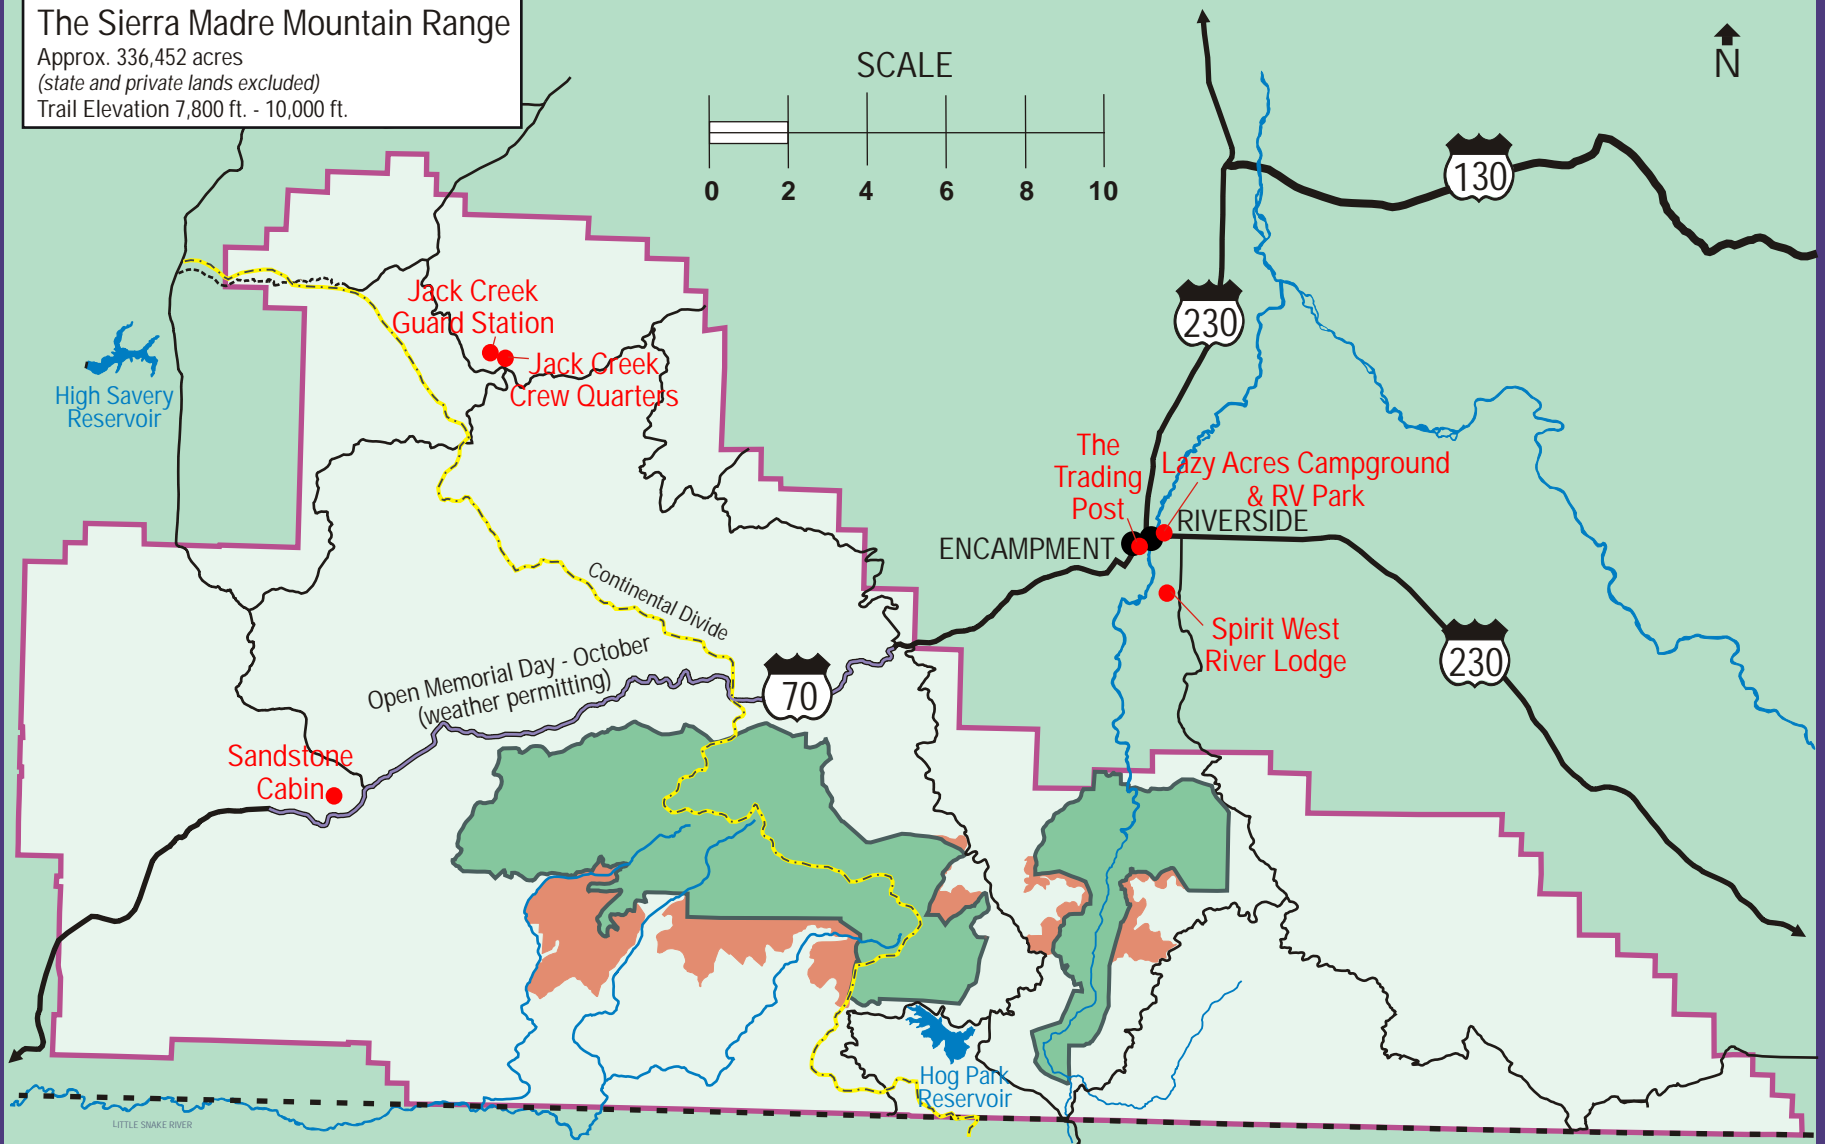 The Sierra Madre Mountain Range
Approx. 336,452 acres
(state and private lands excluded)
Trail Elevation 7,800 ft. - 10,000 ft.
SCALE
0 2 4 6 8 10
N
130
230
Jack Creek
Guard Station
Jack Creek
Crew Quarters
High Savery
Reservoir
The
Trading
Post
Lazy Acres Campground
& RV Park
RIVERSIDE
ENCAMPMENT
Spirit West
River Lodge
230
Continental Divide
Open Memorial Day - October
(weather permitting)
70
Sandstone
Cabin
Hog Park
Reservoir
LITTLE SNAKE RIVER